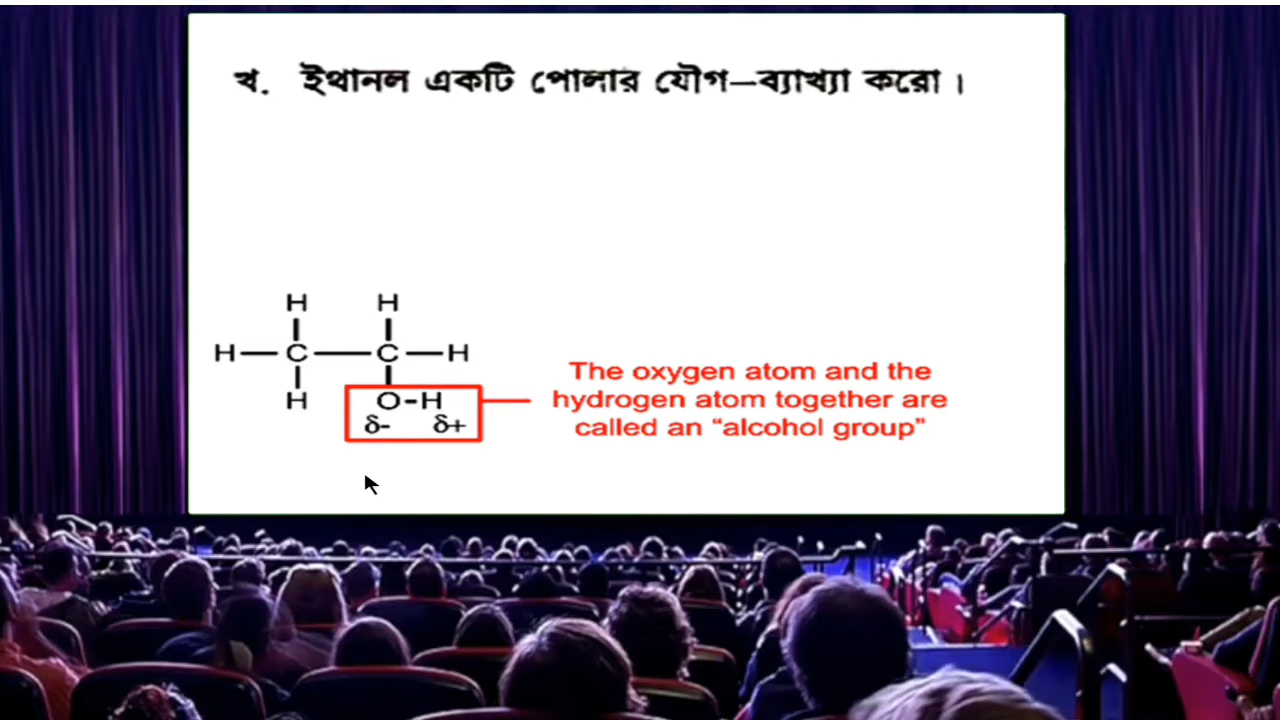 খ. ইথানল একটি পোলার যৌগ—ব্যাখ্যা করো।
H H
H—C—C—H
H O-H
δ- δ+
The oxygen atom and the
hydrogen atom together are
called an “alcohol group”